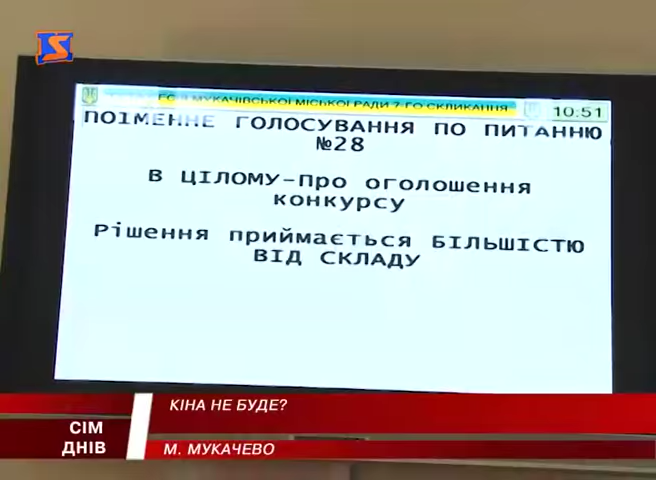 МУКАЧІВСЬКОЇ МІСЬКОЇ РАДИ 7-ГО СКЛИКАННЯ
10:51
ПОІМЕННЕ ГОЛОСУВАННЯ ПО ПИТАННЮ
№28
В ЦІЛОМУ-Про оголошення
конкурсу
Рішення приймається БІЛЬШІСТЮ
ВІД СКЛАДУ
КІНА НЕ БУДЕ?
СІМ
ДНІВ
М. МУКАЧЕВО